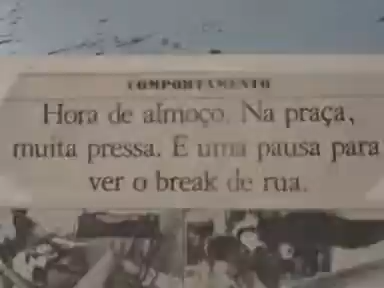 COMPORTAMENTO
Hora de almoço. Na praça,
muita pressa. E uma pausa para
ver o break de rua.